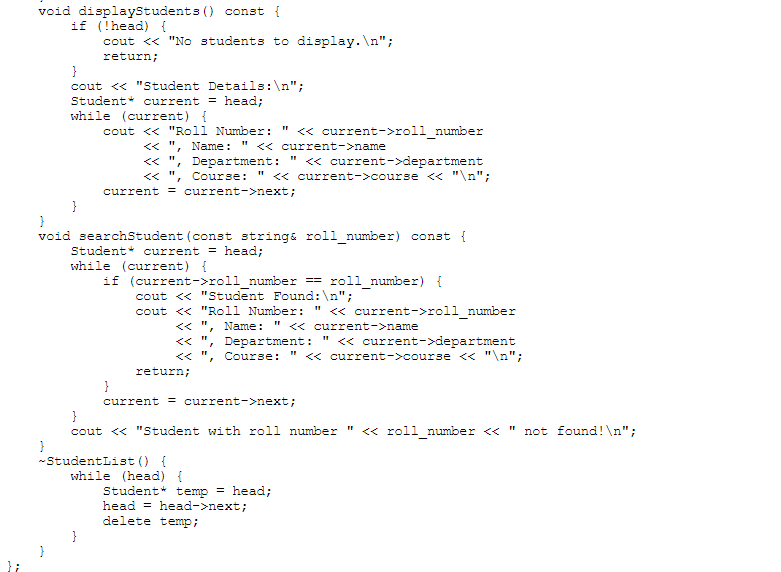 void displayStudents() const {
if (!head) {
cout << "No students to display.\n";
return;
}
cout << "Student Details:\n";
Student* current = head;
while (current) {
cout << "Roll Number: " << current->roll_number
<< ", Name: " << current->name
<< ", Department: " << current->department
<< ", Course: " << current->course << "\n";
current = current->next;
}
}
void searchStudent(const string& roll_number) const {
Student* current = head;
while (current) {
if (current->roll_number == roll_number) {
cout << "Student Found:\n";
cout << "Roll Number: " << current->roll_number
<< ", Name: " << current->name
<< ", Department: " << current->department
<< ", Course: " << current->course << "\n";
return;
}
current = current->next;
}
cout << "Student with roll number " << roll_number << " not found!\n";
}
~StudentList() {
while (head) {
Student* temp = head;
head = head->next;
delete temp;
}
}
};